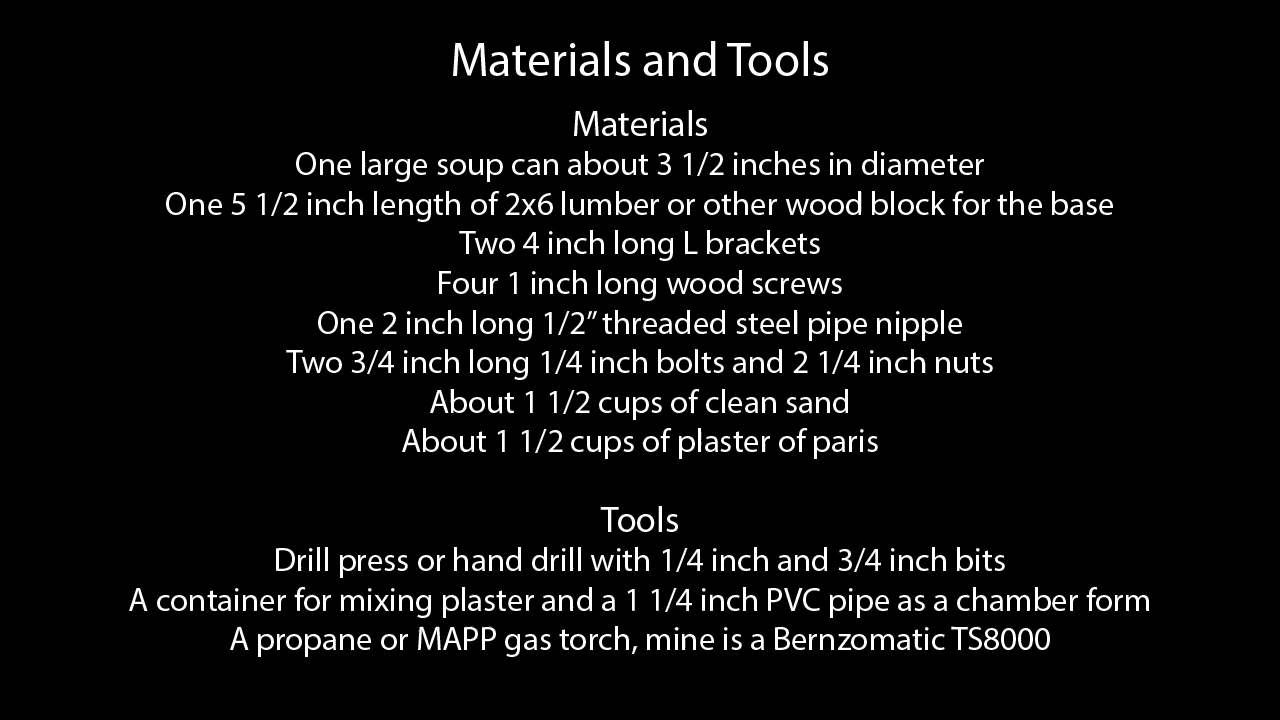 Materials and Tools
Materials
One large soup can about 3 1/2 inches in diameter
One 5 1/2 inch length of 2x6 lumber or other wood block for the base
Two 4 inch long L brackets
Four 1 inch long wood screws
One 2 inch long 1/2” threaded steel pipe nipple
Two 3/4 inch long 1/4 inch bolts and 2 1/4 inch nuts
About 1 1/2 cups of clean sand
About 1 1/2 cups of plaster of paris
Tools
Drill press or hand drill with 1/4 inch and 3/4 inch bits
A container for mixing plaster and a 1 1/4 inch PVC pipe as a chamber form
A propane or MAPP gas torch, mine is a Bernzomatic TS8000